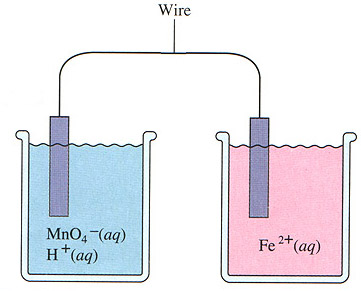 Wire
MnO₄⁻(aq)
H⁺(aq)
Fe²⁺(aq)